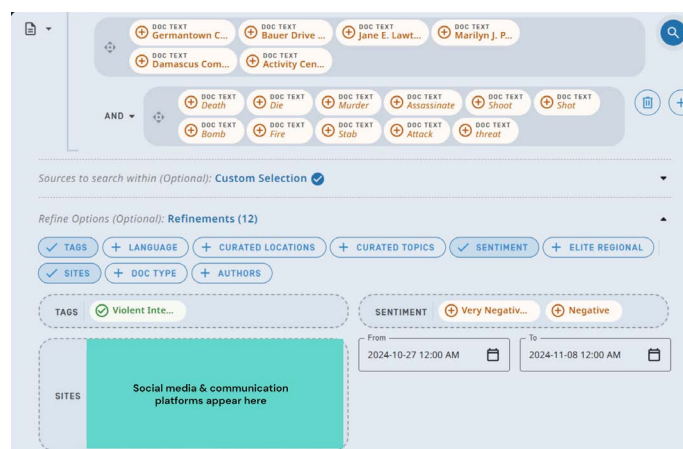 DOC TEXT DOC TEXT DOC TEXT DOC TEXT
Germantown C... Bauer Drive ... Jane E. Lawt... Marilyn J. P...
DOC TEXT DOC TEXT
Damascus Com... Activity Cen...
DOC TEXT DOC TEXT DOC TEXT DOC TEXT DOC TEXT DOC TEXT
Death Die Murder Assassinate Shoot Shot
AND
DOC TEXT DOC TEXT DOC TEXT DOC TEXT DOC TEXT
Bomb Fire Stab Attack threat
Sources to search within (Optional): Custom Selection
Refine Options (Optional): Refinements (12)
TAGS + LANGUAGE + CURATED LOCATIONS + CURATED TOPICS SENTIMENT + ELITE REGIONAL
SITES + DOC TYPE + AUTHORS
TAGS Violent Inte... SENTIMENT Very Negativ... Negative
From To
2024-10-27 12:00 AM 2024-11-08 12:00 AM
SITES
Social media & communication
platforms appear here